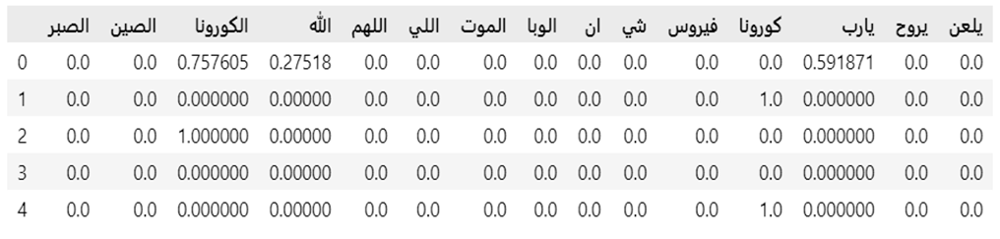 الصبر الصين الكورونا الله اللهم اللي الموت الوبا ان شي فيروس كورونا يارب يروح يلعن
0 0.0 0.0 0.757605 0.27518 0.0 0.0 0.0 0.0 0.0 0.0 0.0 0.0 0.591871 0.0 0.0
1 0.0 0.0 0.000000 0.00000 0.0 0.0 0.0 0.0 0.0 0.0 0.0 1.0 0.000000 0.0 0.0
2 0.0 0.0 1.000000 0.00000 0.0 0.0 0.0 0.0 0.0 0.0 0.0 0.0 0.000000 0.0 0.0
3 0.0 0.0 0.000000 0.00000 0.0 0.0 0.0 0.0 0.0 0.0 0.0 0.0 0.000000 0.0 0.0
4 0.0 0.0 0.000000 0.00000 0.0 0.0 0.0 0.0 0.0 0.0 0.0 1.0 0.000000 0.0 0.0